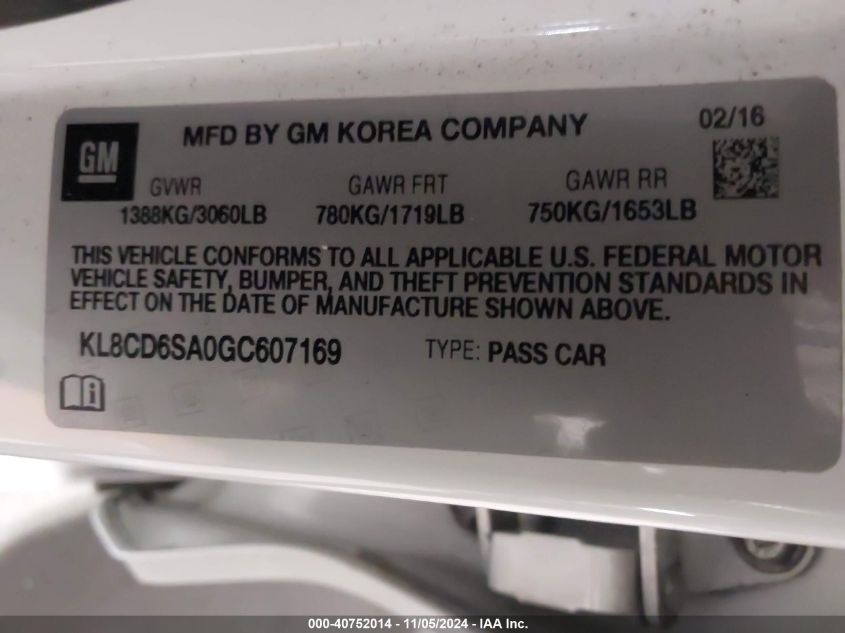 GM
MFD BY GM KOREA COMPANY
02/16
GVWR
GAWR FRT
GAWR RR
1388KG/3060LB
780KG/1719LB
750KG/1653LB
THIS VEHICLE CONFORMS TO ALL APPLICABLE U.S. FEDERAL MOTOR
VEHICLE SAFETY, BUMPER, AND THEFT PREVENTION STANDARDS IN
EFFECT ON THE DATE OF MANUFACTURE SHOWN ABOVE.
KL8CD6SA0GC607169
TYPE: PASS CAR
000-40752014 - 11/05/2024 - IAA Inc.